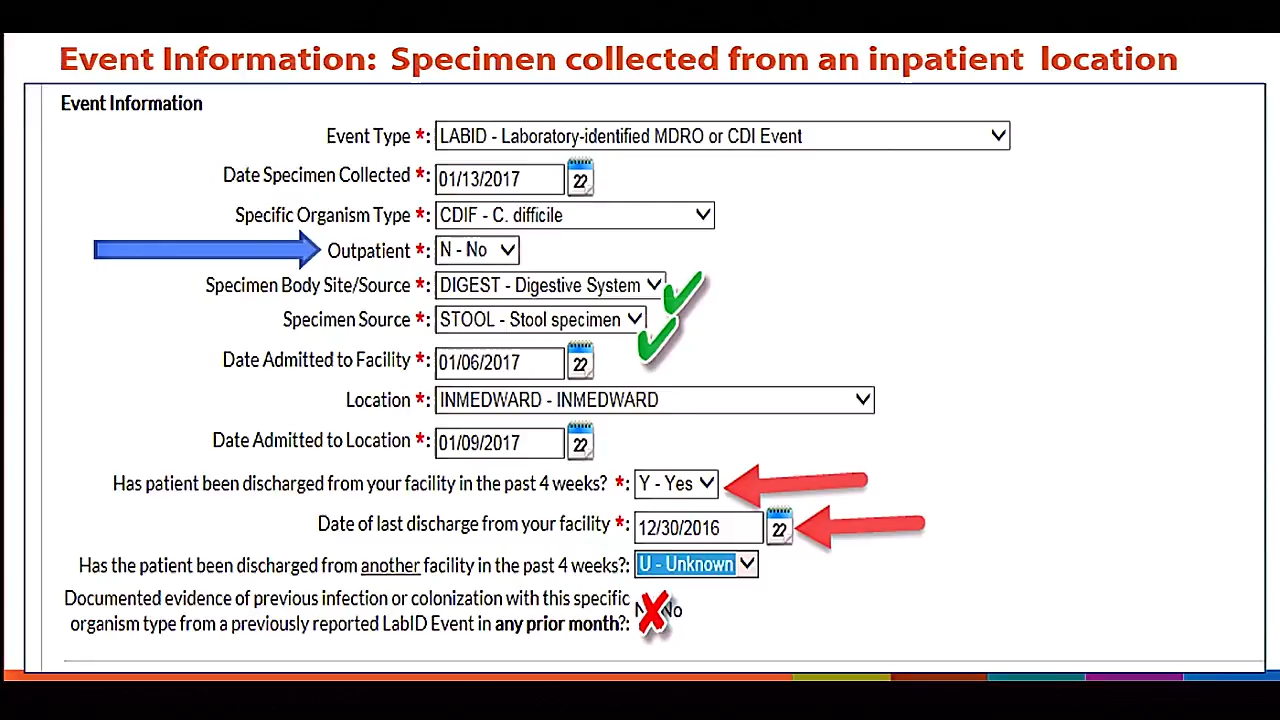 Event Information: Specimen collected from an inpatient location
Event Information
Event Type *: LABID - Laboratory-identified MDRO or CDI Event
Date Specimen Collected *: 01/13/2017 22
Specific Organism Type *: CDIF - C. difficile
Outpatient *: N - No
Specimen Body Site/Source *: DIGEST - Digestive System
Specimen Source *: STOOL - Stool specimen
Date Admitted to Facility *: 01/06/2017 22
Location *: INMEDWARD - INMEDWARD
Date Admitted to Location *: 01/09/2017 22
Has patient been discharged from your facility in the past 4 weeks? *: Y - Yes
Date of last discharge from your facility *: 12/30/2016 22
Has the patient been discharged from another facility in the past 4 weeks?: U - Unknown
Documented evidence of previous infection or colonization with this specific
organism type from a previously reported LabID Event in any prior month?: